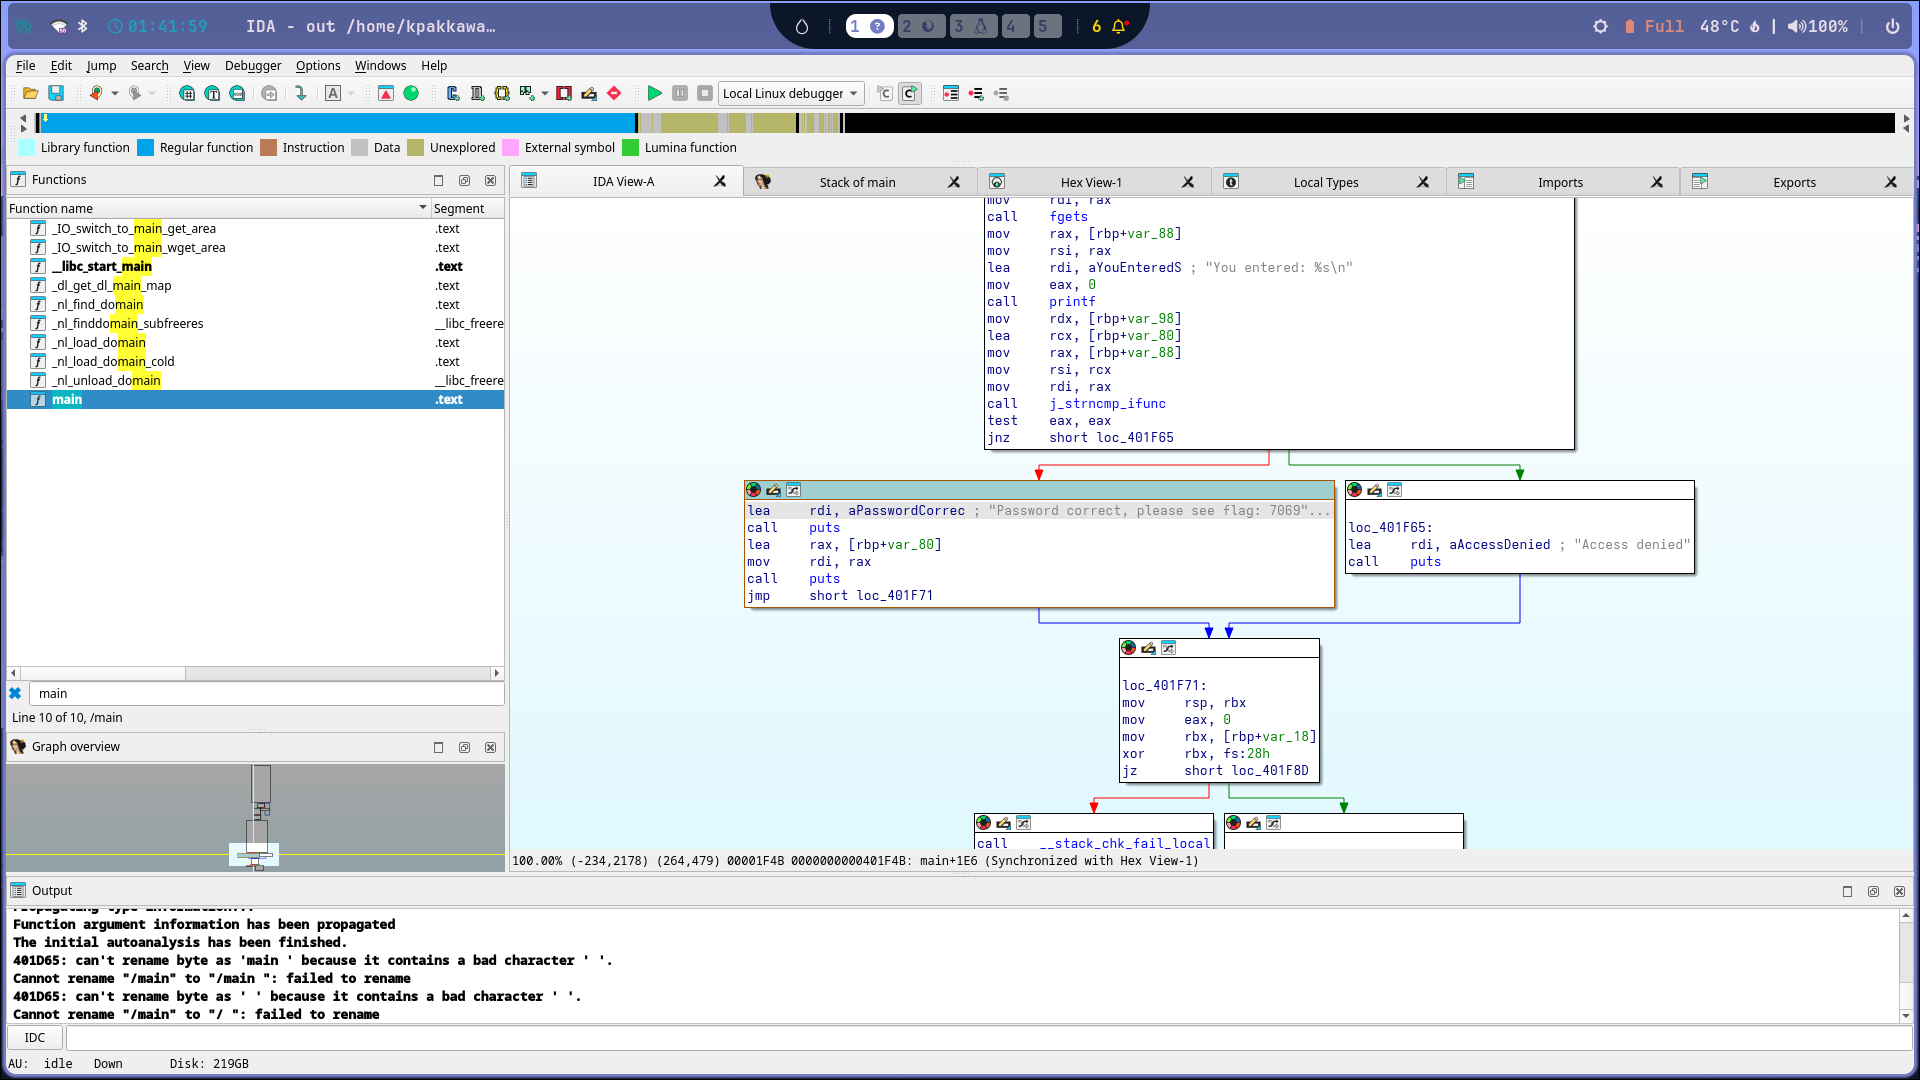 01:41:59 IDA - out /home/kpakkawa… 1 ? 2 3 4 5 6 Full 48°C | 100%
File Edit Jump Search View Debugger Options Windows Help
A Local Linux debugger
Library function Regular function Instruction Data Unexplored External symbol Lumina function
Functions
Function name Segment
_IO_switch_to_main_get_area .text
_IO_switch_to_main_wget_area .text
__libc_start_main .text
_dl_get_dl_main_map .text
_nl_find_domain .text
_nl_finddomain_subfreeres __libc_freere
_nl_load_domain .text
_nl_load_domain_cold .text
_nl_unload_domain __libc_freere
main .text
main
Line 10 of 10, /main
Graph overview
IDA View-A Stack of main Hex View-1 Local Types Imports Exports
mov rdi, rax
call fgets
mov rax, [rbp+var_88]
mov rsi, rax
lea rdi, aYouEnteredS ; "You entered: %s\n"
mov eax, 0
call printf
mov rdx, [rbp+var_98]
lea rcx, [rbp+var_80]
mov rax, [rbp+var_88]
mov rsi, rcx
mov rdi, rax
call j_strncmp_ifunc
test eax, eax
jnz short loc_401F65
lea rdi, aPasswordCorrec ; "Password correct, please see flag: 7069"...
call puts
lea rax, [rbp+var_80]
mov rdi, rax
call puts
jmp short loc_401F71
loc_401F65:
lea rdi, aAccessDenied ; "Access denied"
call puts
loc_401F71:
mov rsp, rbx
mov eax, 0
mov rbx, [rbp+var_18]
xor rbx, fs:28h
jz short loc_401F8D
call __stack_chk_fail_local
100.00% (-234,2178) (264,479) 00001F4B 0000000000401F4B: main+1E6 (Synchronized with Hex View-1)
Output
Propagating type information...
Function argument information has been propagated
The initial autoanalysis has been finished.
401D65: can't rename byte as 'main ' because it contains a bad character ' '.
Cannot rename "/main" to "/main ": failed to rename
401D65: can't rename byte as ' ' because it contains a bad character ' '.
Cannot rename "/main" to "/ ": failed to rename
IDC
AU: idle Down Disk: 219GB